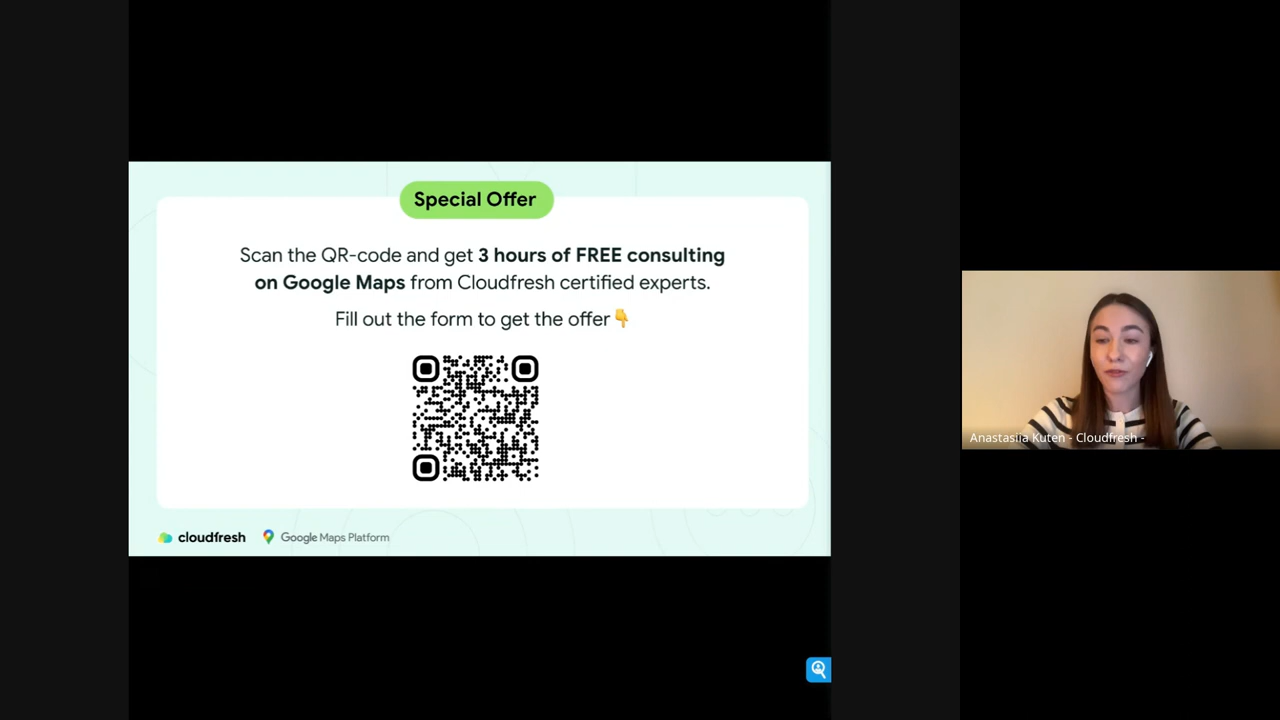 Special Offer
Scan the QR-code and get 3 hours of FREE consulting
on Google Maps from Cloudfresh certified experts.
Fill out the form to get the offer👇
cloudfresh
Google Maps Platform
Anastasiia Kuten - Cloudfresh -